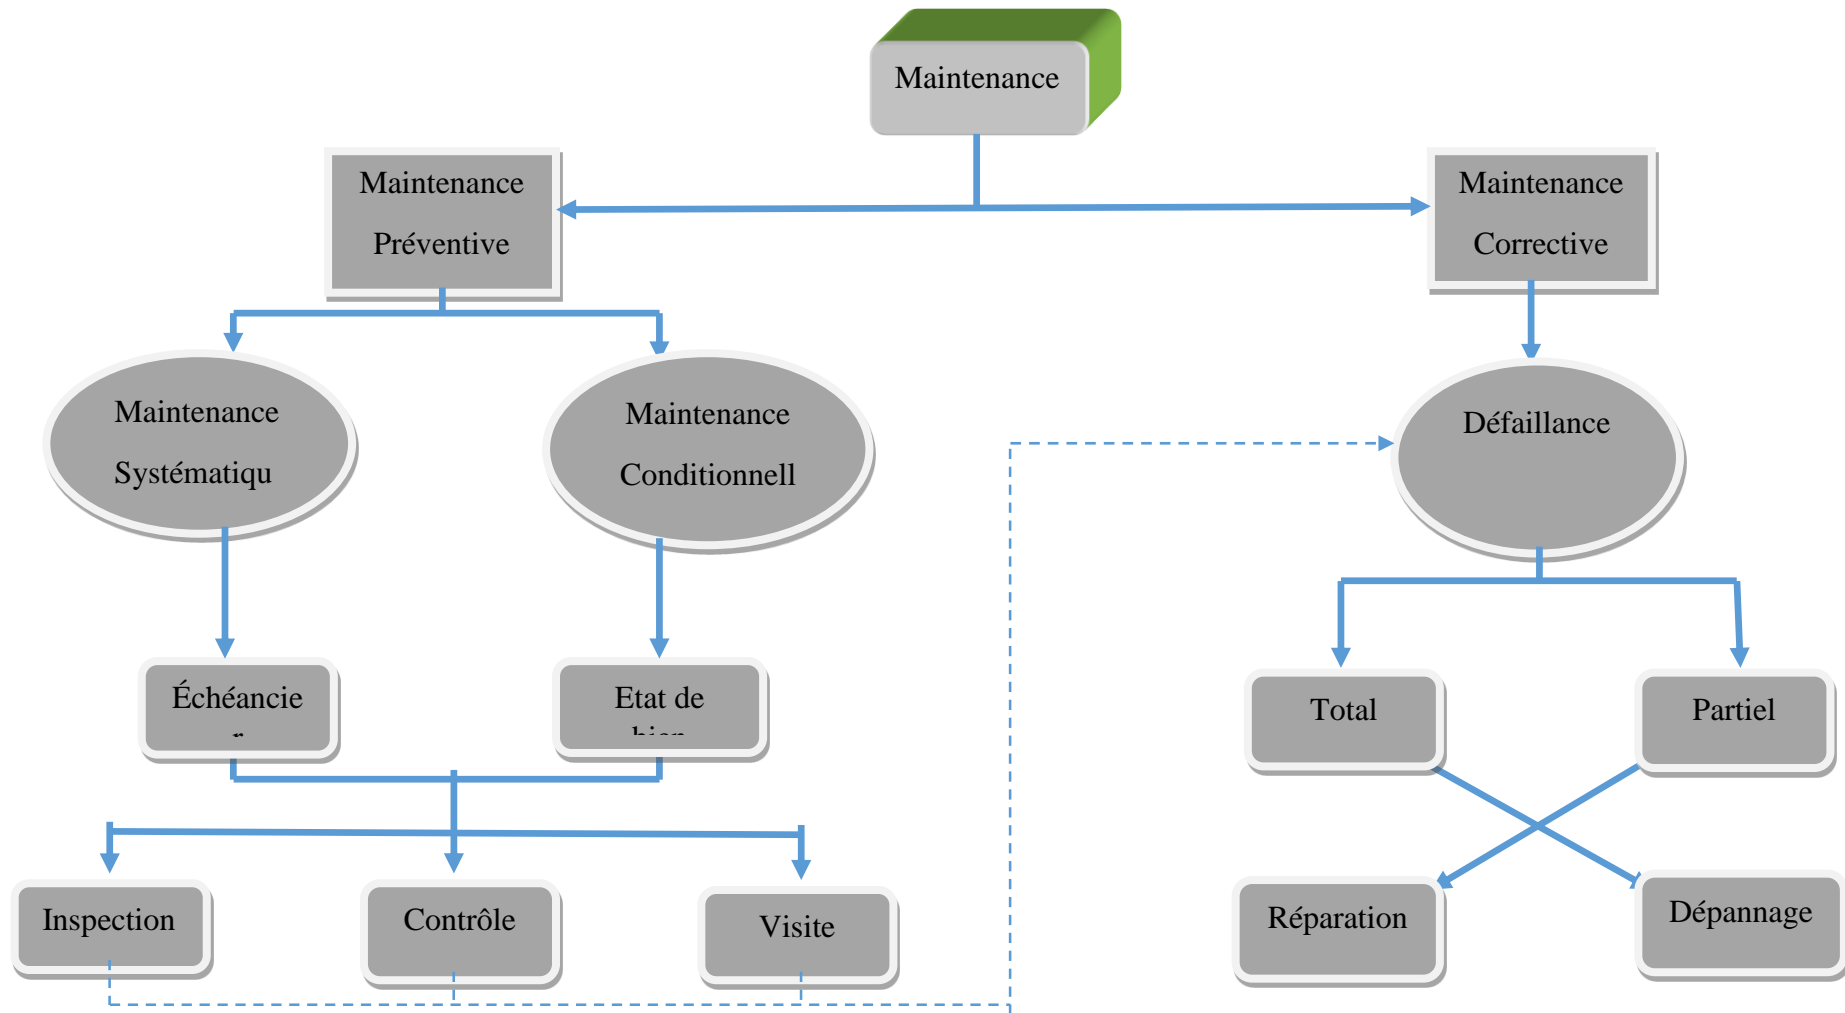 Maintenance
Maintenance
Préventive
Maintenance
Corrective
Maintenance
Systématiqu
Maintenance
Conditionnell
Défaillance
Échéancie
r
Etat de
bien
Total
Partiel
Inspection
Contrôle
Visite
Réparation
Dépannage